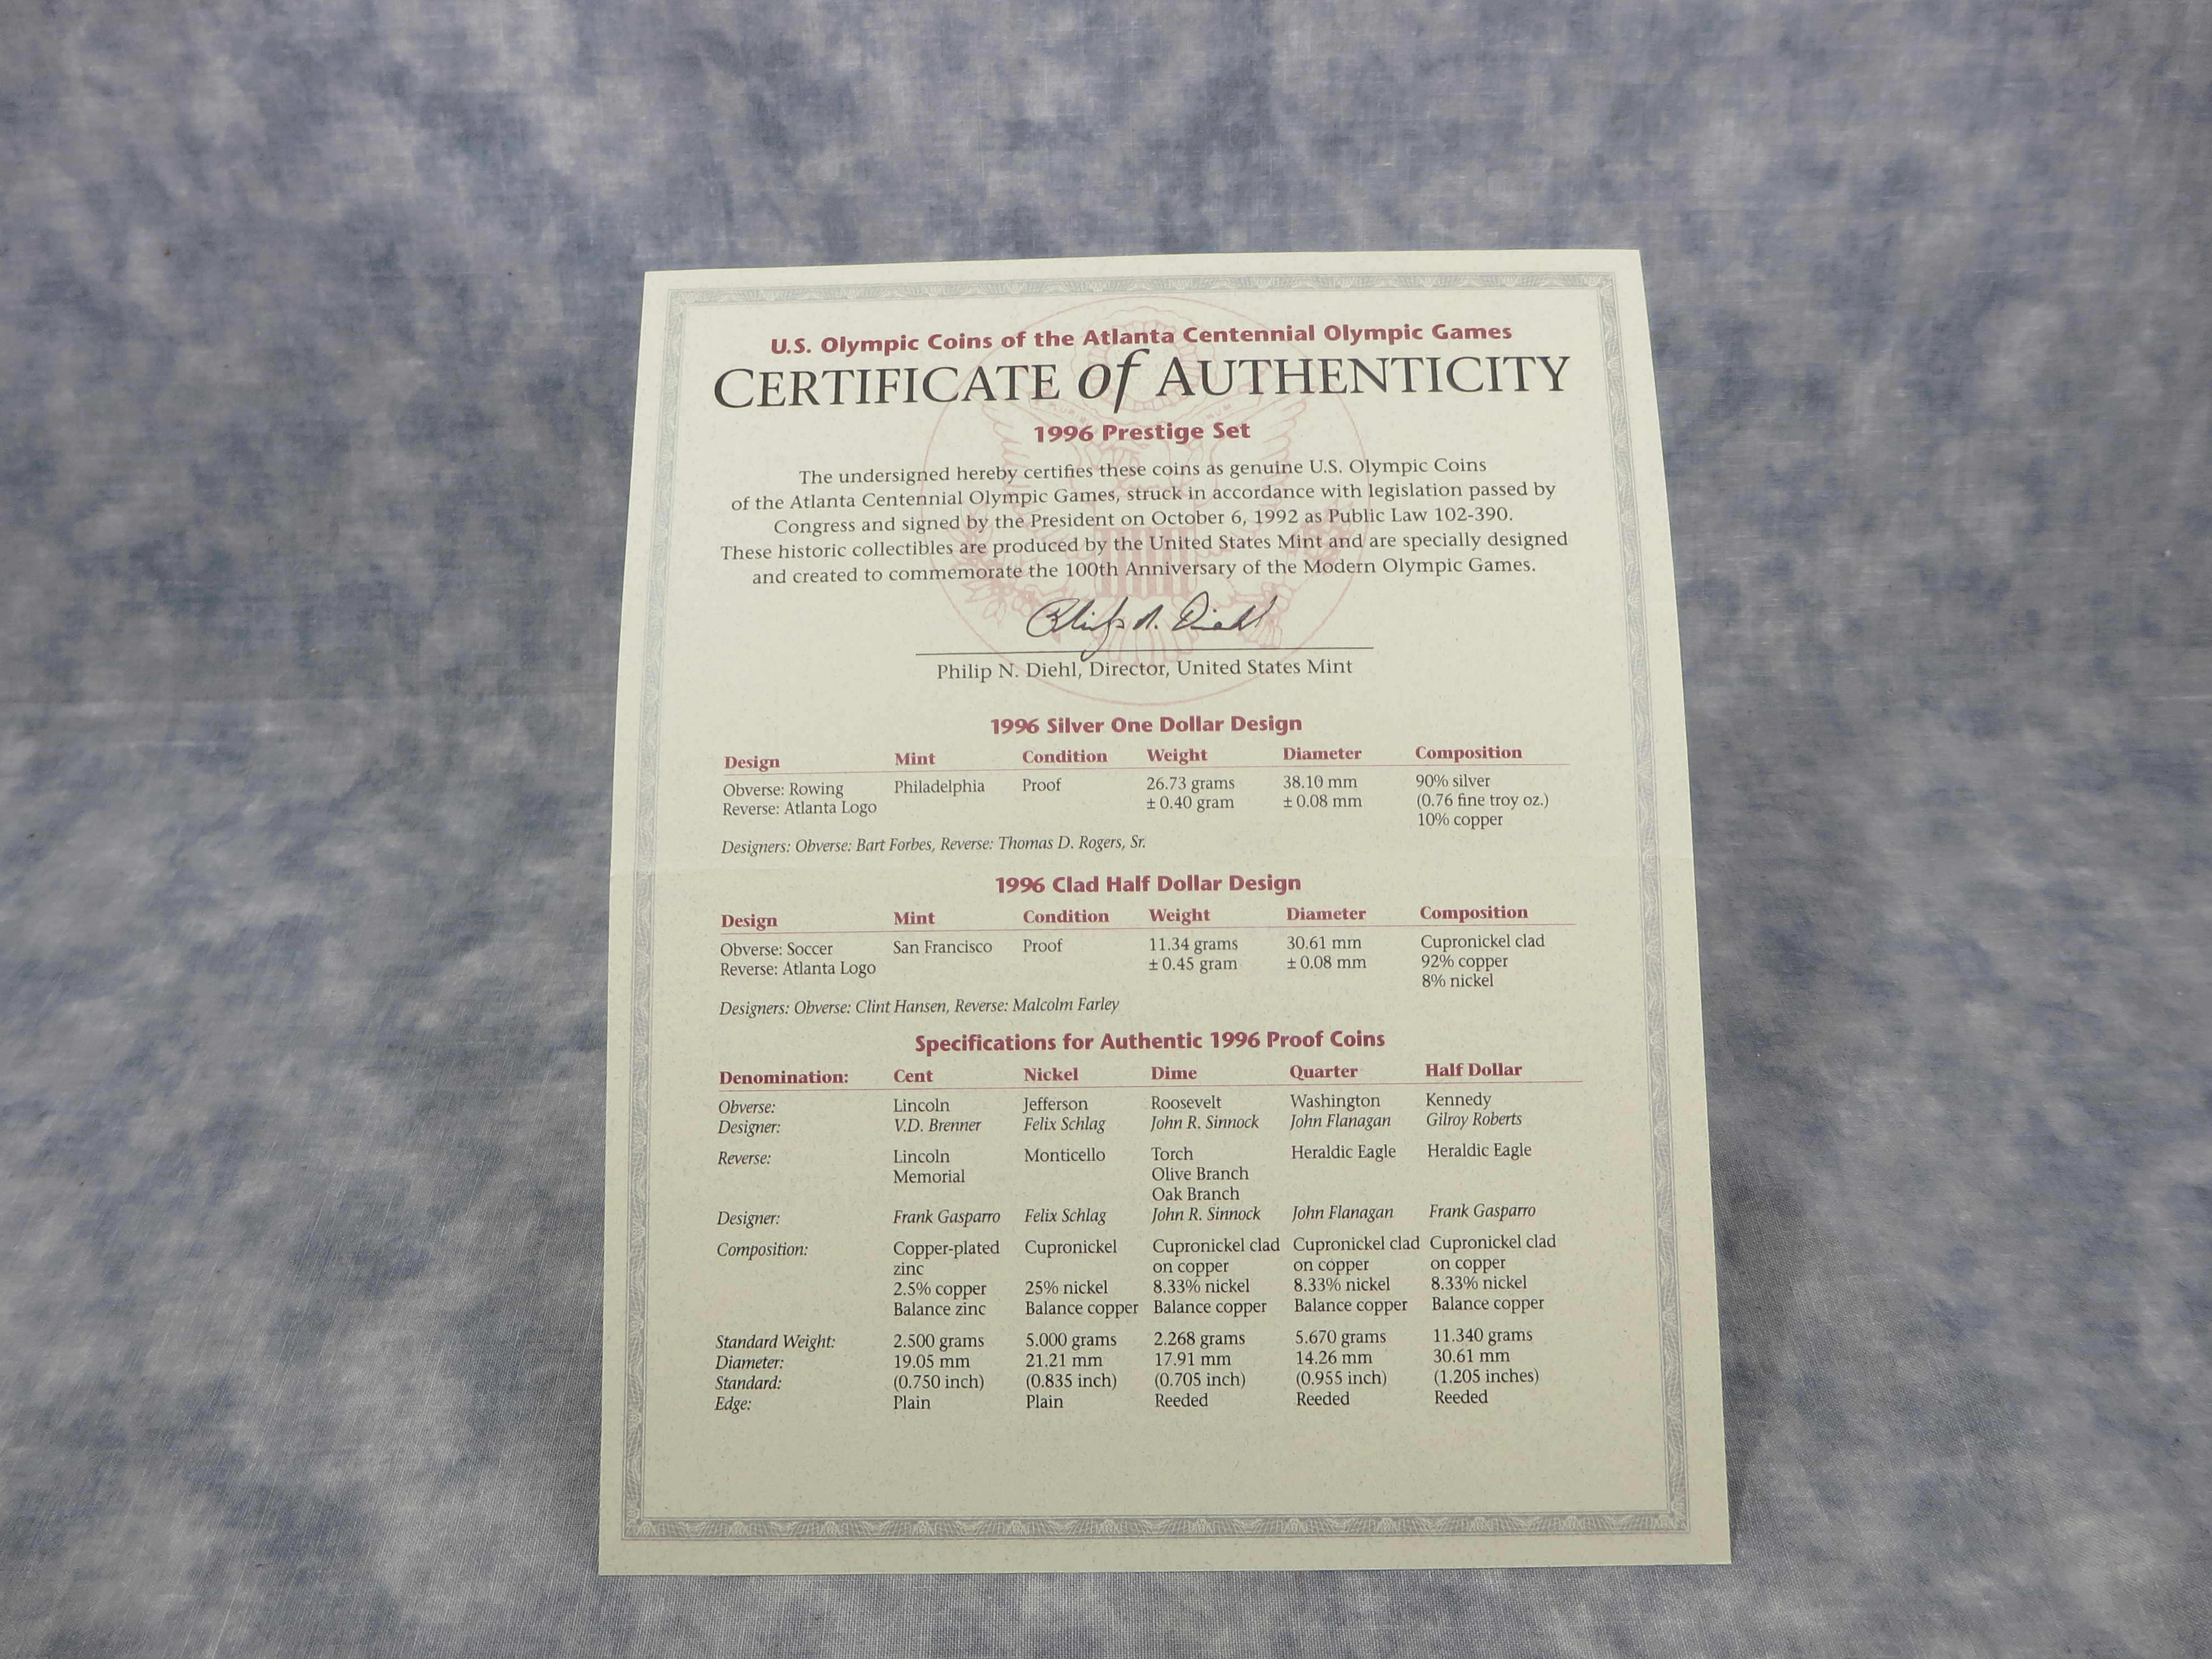 U.S. Olympic Coins of the Atlanta Centennial Olympic Games
CERTIFICATE of AUTHENTICITY
1996 Prestige Set
The undersigned hereby certifies these coins as genuine U.S. Olympic Coins
of the Atlanta Centennial Olympic Games, struck in accordance with legislation passed by
Congress and signed by the President on October 6, 1992 as Public Law 102-390.
These historic collectibles are produced by the United States Mint and are specially designed
and created to commemorate the 100th Anniversary of the Modern Olympic Games.
Philip N. Diehl
Philip N. Diehl, Director, United States Mint
1996 Silver One Dollar Design
Design Mint Condition Weight Diameter Composition
Obverse: Rowing Philadelphia Proof 26.73 grams 38.10 mm 90% silver
Reverse: Atlanta Logo ± 0.40 gram ± 0.08 mm (0.76 fine troy oz.)
10% copper
Designers: Obverse: Bart Forbes, Reverse: Thomas D. Rogers, Sr.
1996 Clad Half Dollar Design
Design Mint Condition Weight Diameter Composition
Obverse: Soccer San Francisco Proof 11.34 grams 30.61 mm Cupronickel clad
Reverse: Atlanta Logo ± 0.45 gram ± 0.08 mm 92% copper
8% nickel
Designers: Obverse: Clint Hansen, Reverse: Malcolm Farley
Specifications for Authentic 1996 Proof Coins
Denomination: Cent Nickel Dime Quarter Half Dollar
Obverse: Lincoln Jefferson Roosevelt Washington Kennedy
Designer: V.D. Brenner Felix Schlag John R. Sinnock John Flanagan Gilroy Roberts
Reverse: Lincoln Monticello Torch Heraldic Eagle Heraldic Eagle
Memorial Olive Branch
Oak Branch
Designer: Frank Gasparro Felix Schlag John R. Sinnock John Flanagan Frank Gasparro
Composition: Copper-plated Cupronickel Cupronickel clad Cupronickel clad Cupronickel clad
zinc on copper on copper on copper
2.5% copper 25% nickel 8.33% nickel 8.33% nickel 8.33% nickel
Balance zinc Balance copper Balance copper Balance copper Balance copper
Standard Weight: 2.500 grams 5.000 grams 2.268 grams 5.670 grams 11.340 grams
Diameter: 19.05 mm 21.21 mm 17.91 mm 14.26 mm 30.61 mm
Standard: (0.750 inch) (0.835 inch) (0.705 inch) (0.955 inch) (1.205 inches)
Edge: Plain Plain Reeded Reeded Reeded